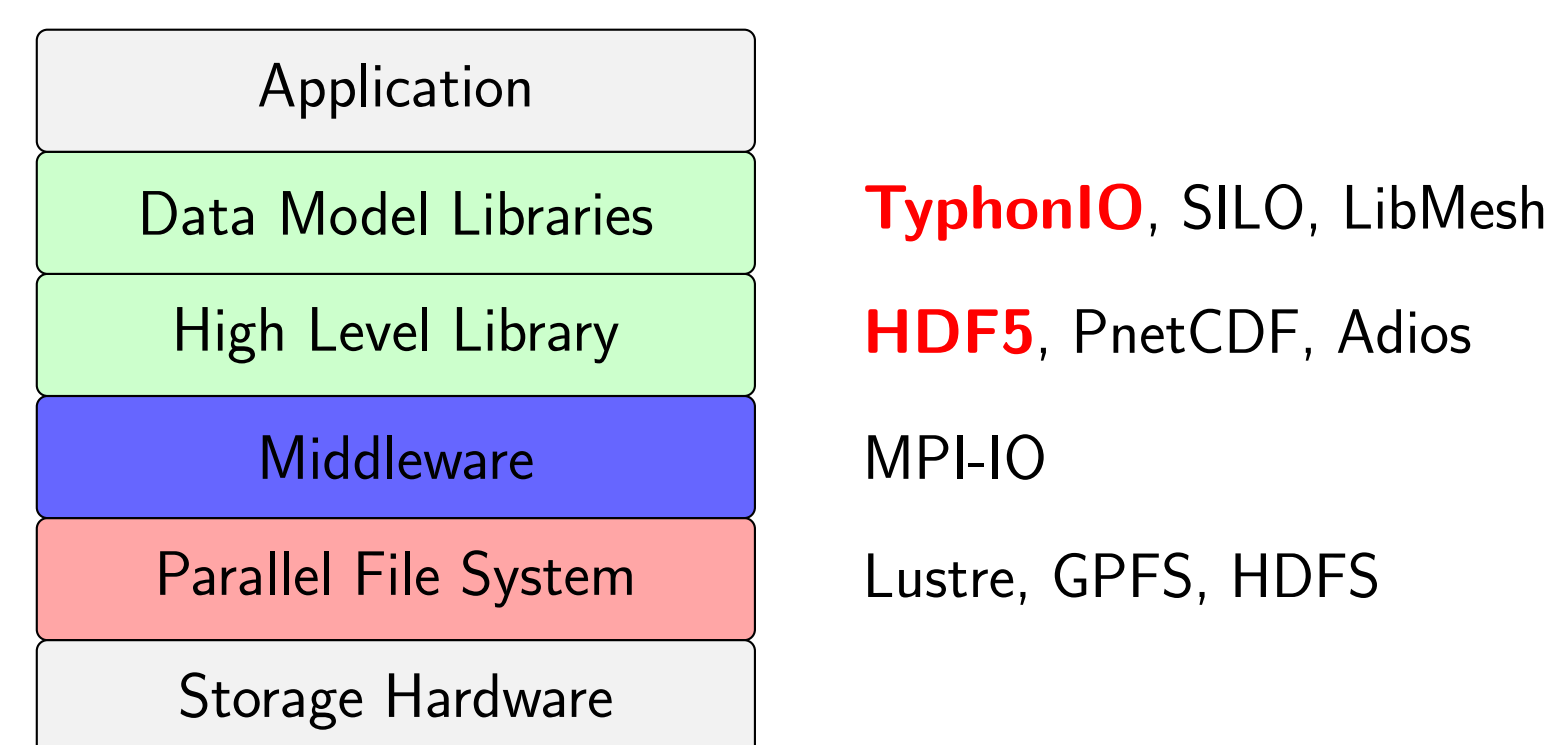 Application
Data Model Libraries
TyphonIO, SILO, LibMesh
High Level Library
HDF5, PnetCDF, Adios
Middleware
MPI-IO
Parallel File System
Lustre, GPFS, HDFS
Storage Hardware